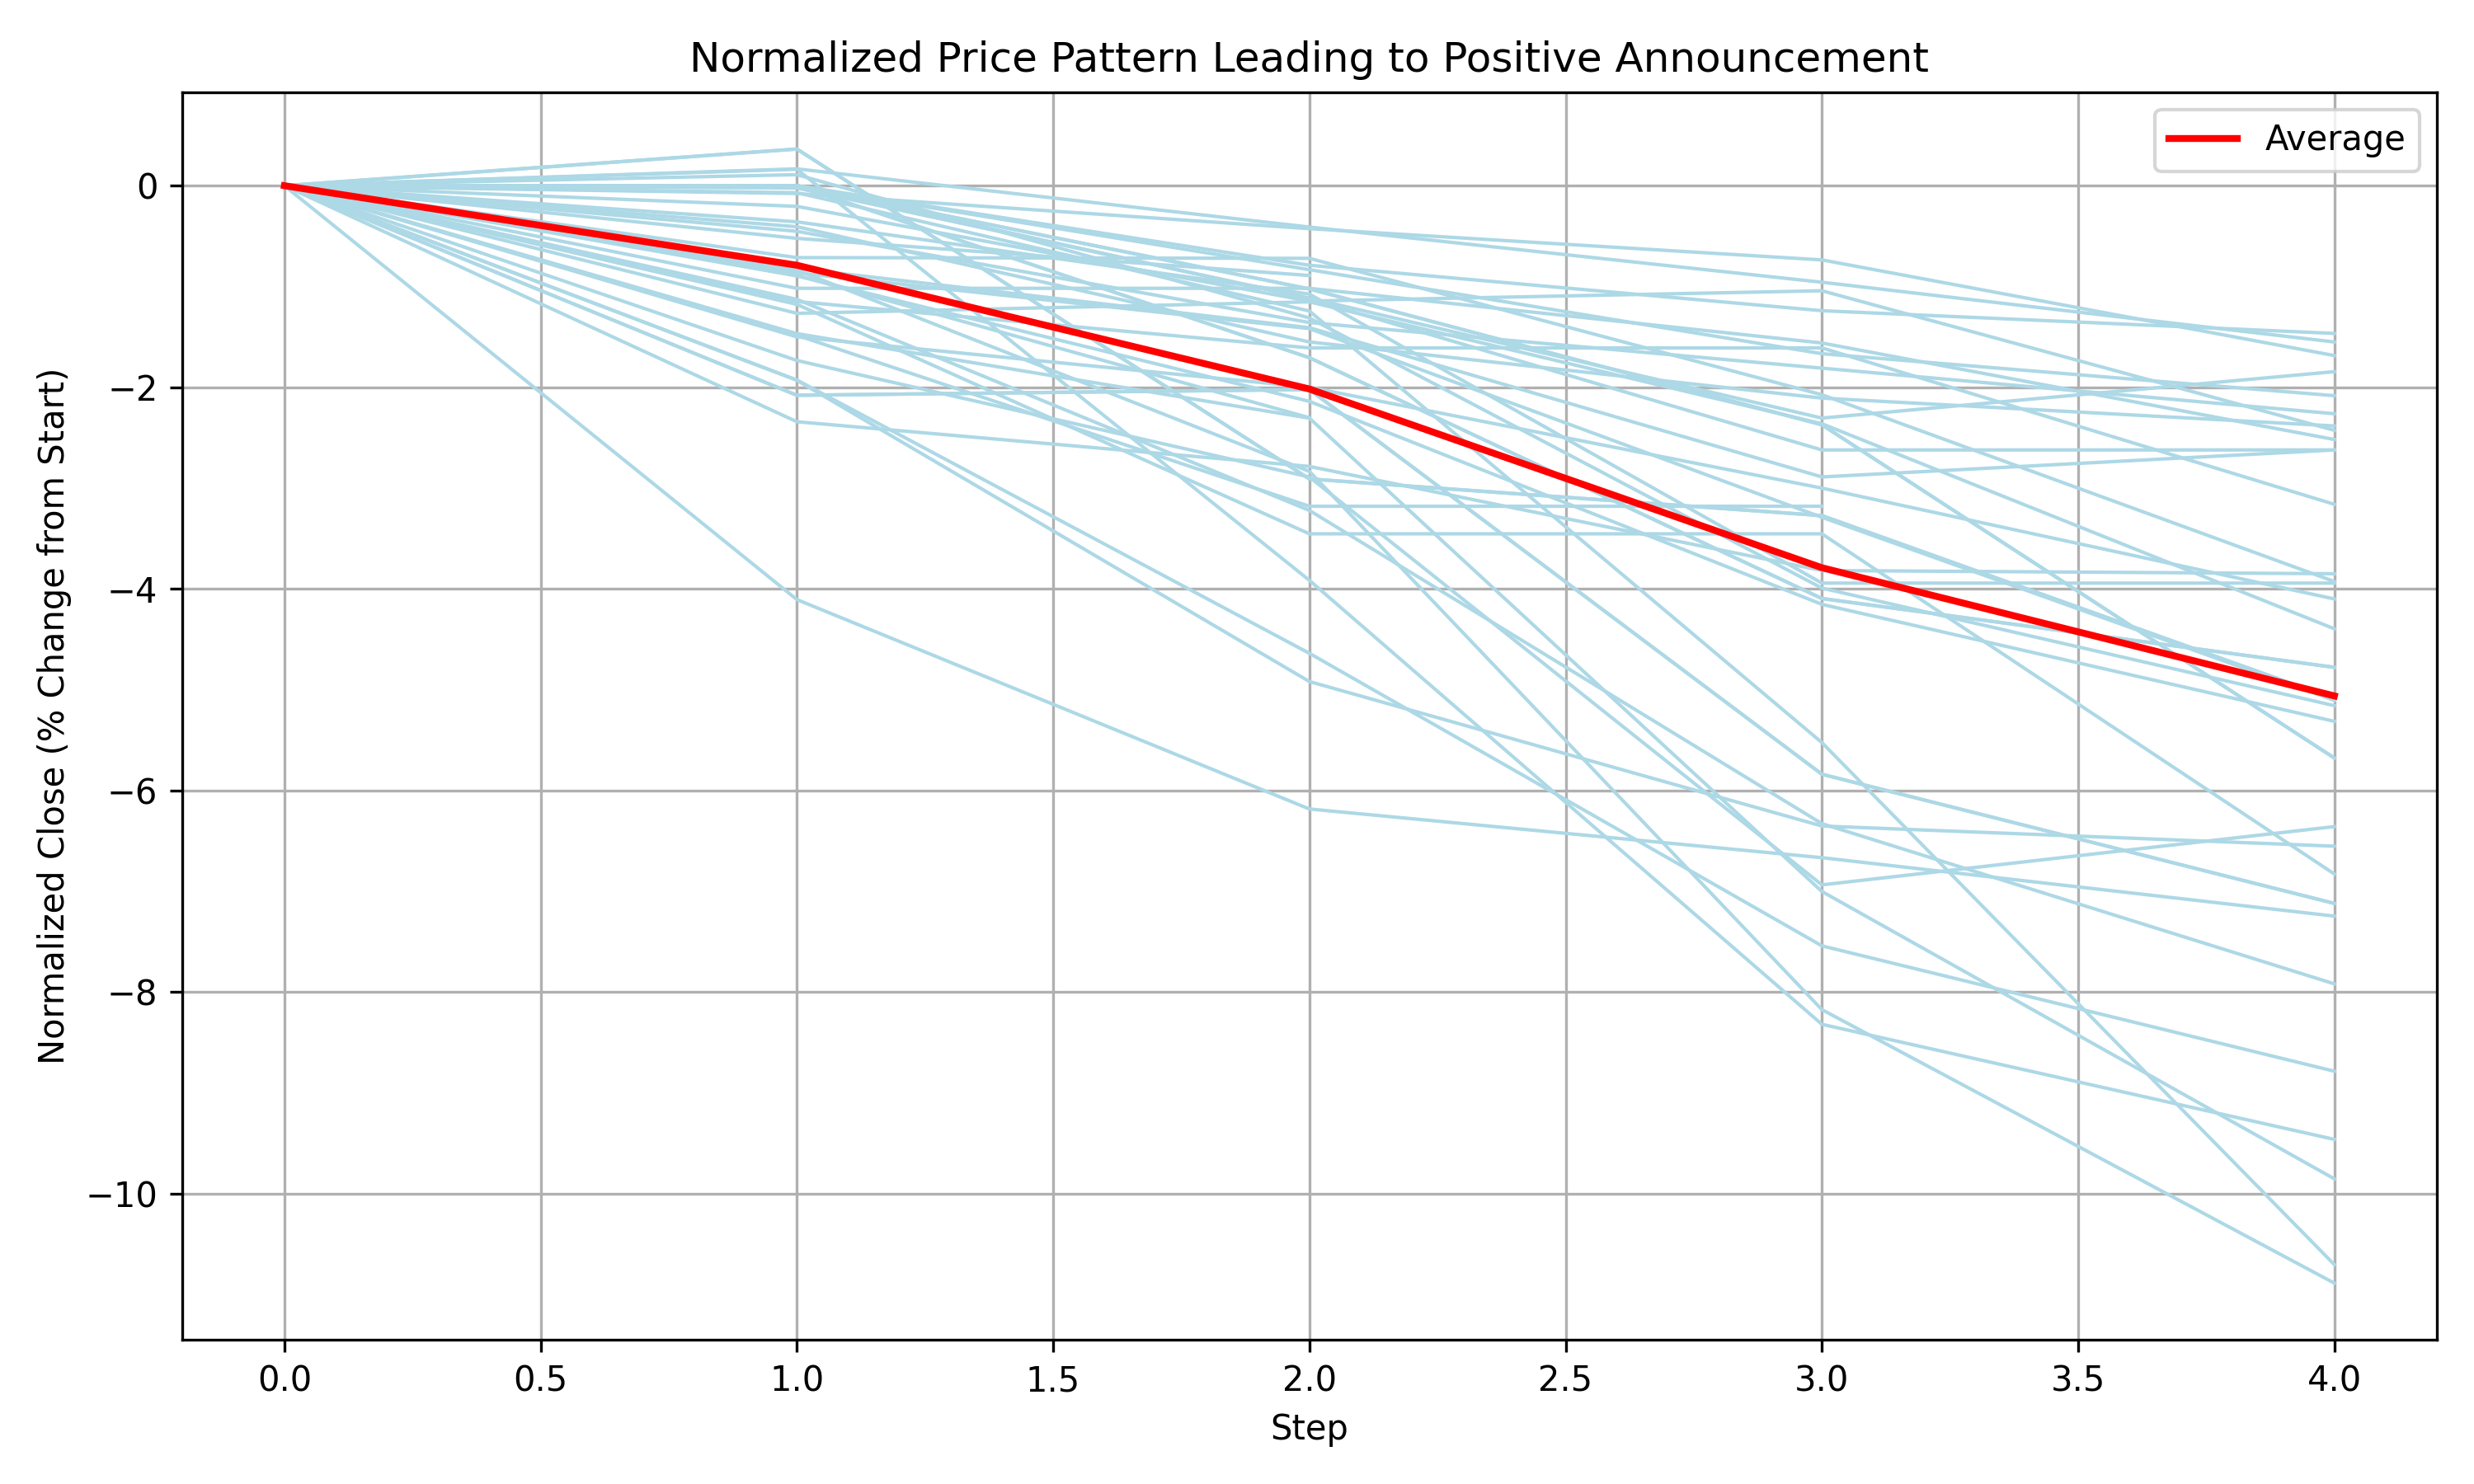 Normalized Price Pattern Leading to Positive Announcement
Average
Normalized Close (% Change from Start)
0
−2
−4
−6
−8
−10
0.0 0.5 1.0 1.5 2.0 2.5 3.0 3.5 4.0
Step